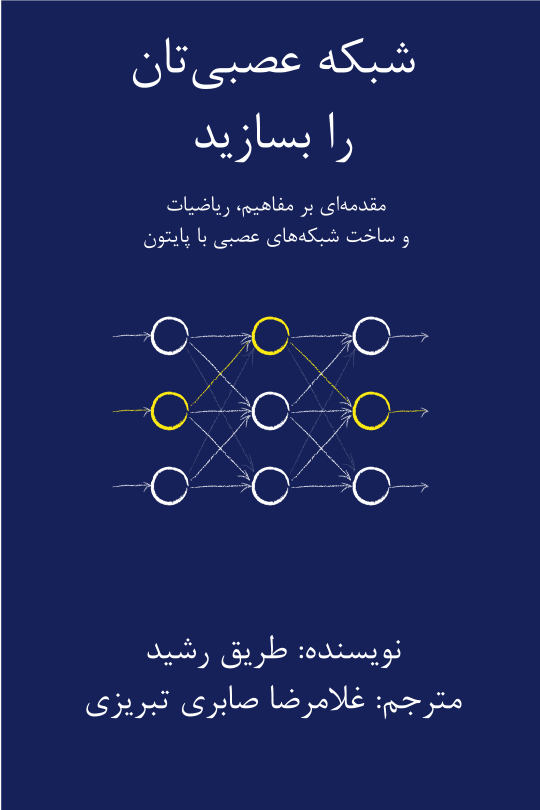 شبکه عصبی‌تان
را بسازید
مقدمه‌ای بر مفاهیم، ریاضیات
و ساخت شبکه‌های عصبی با پایتون
نویسنده: طریق رشید
مترجم: غلامرضا صابری تبریزی